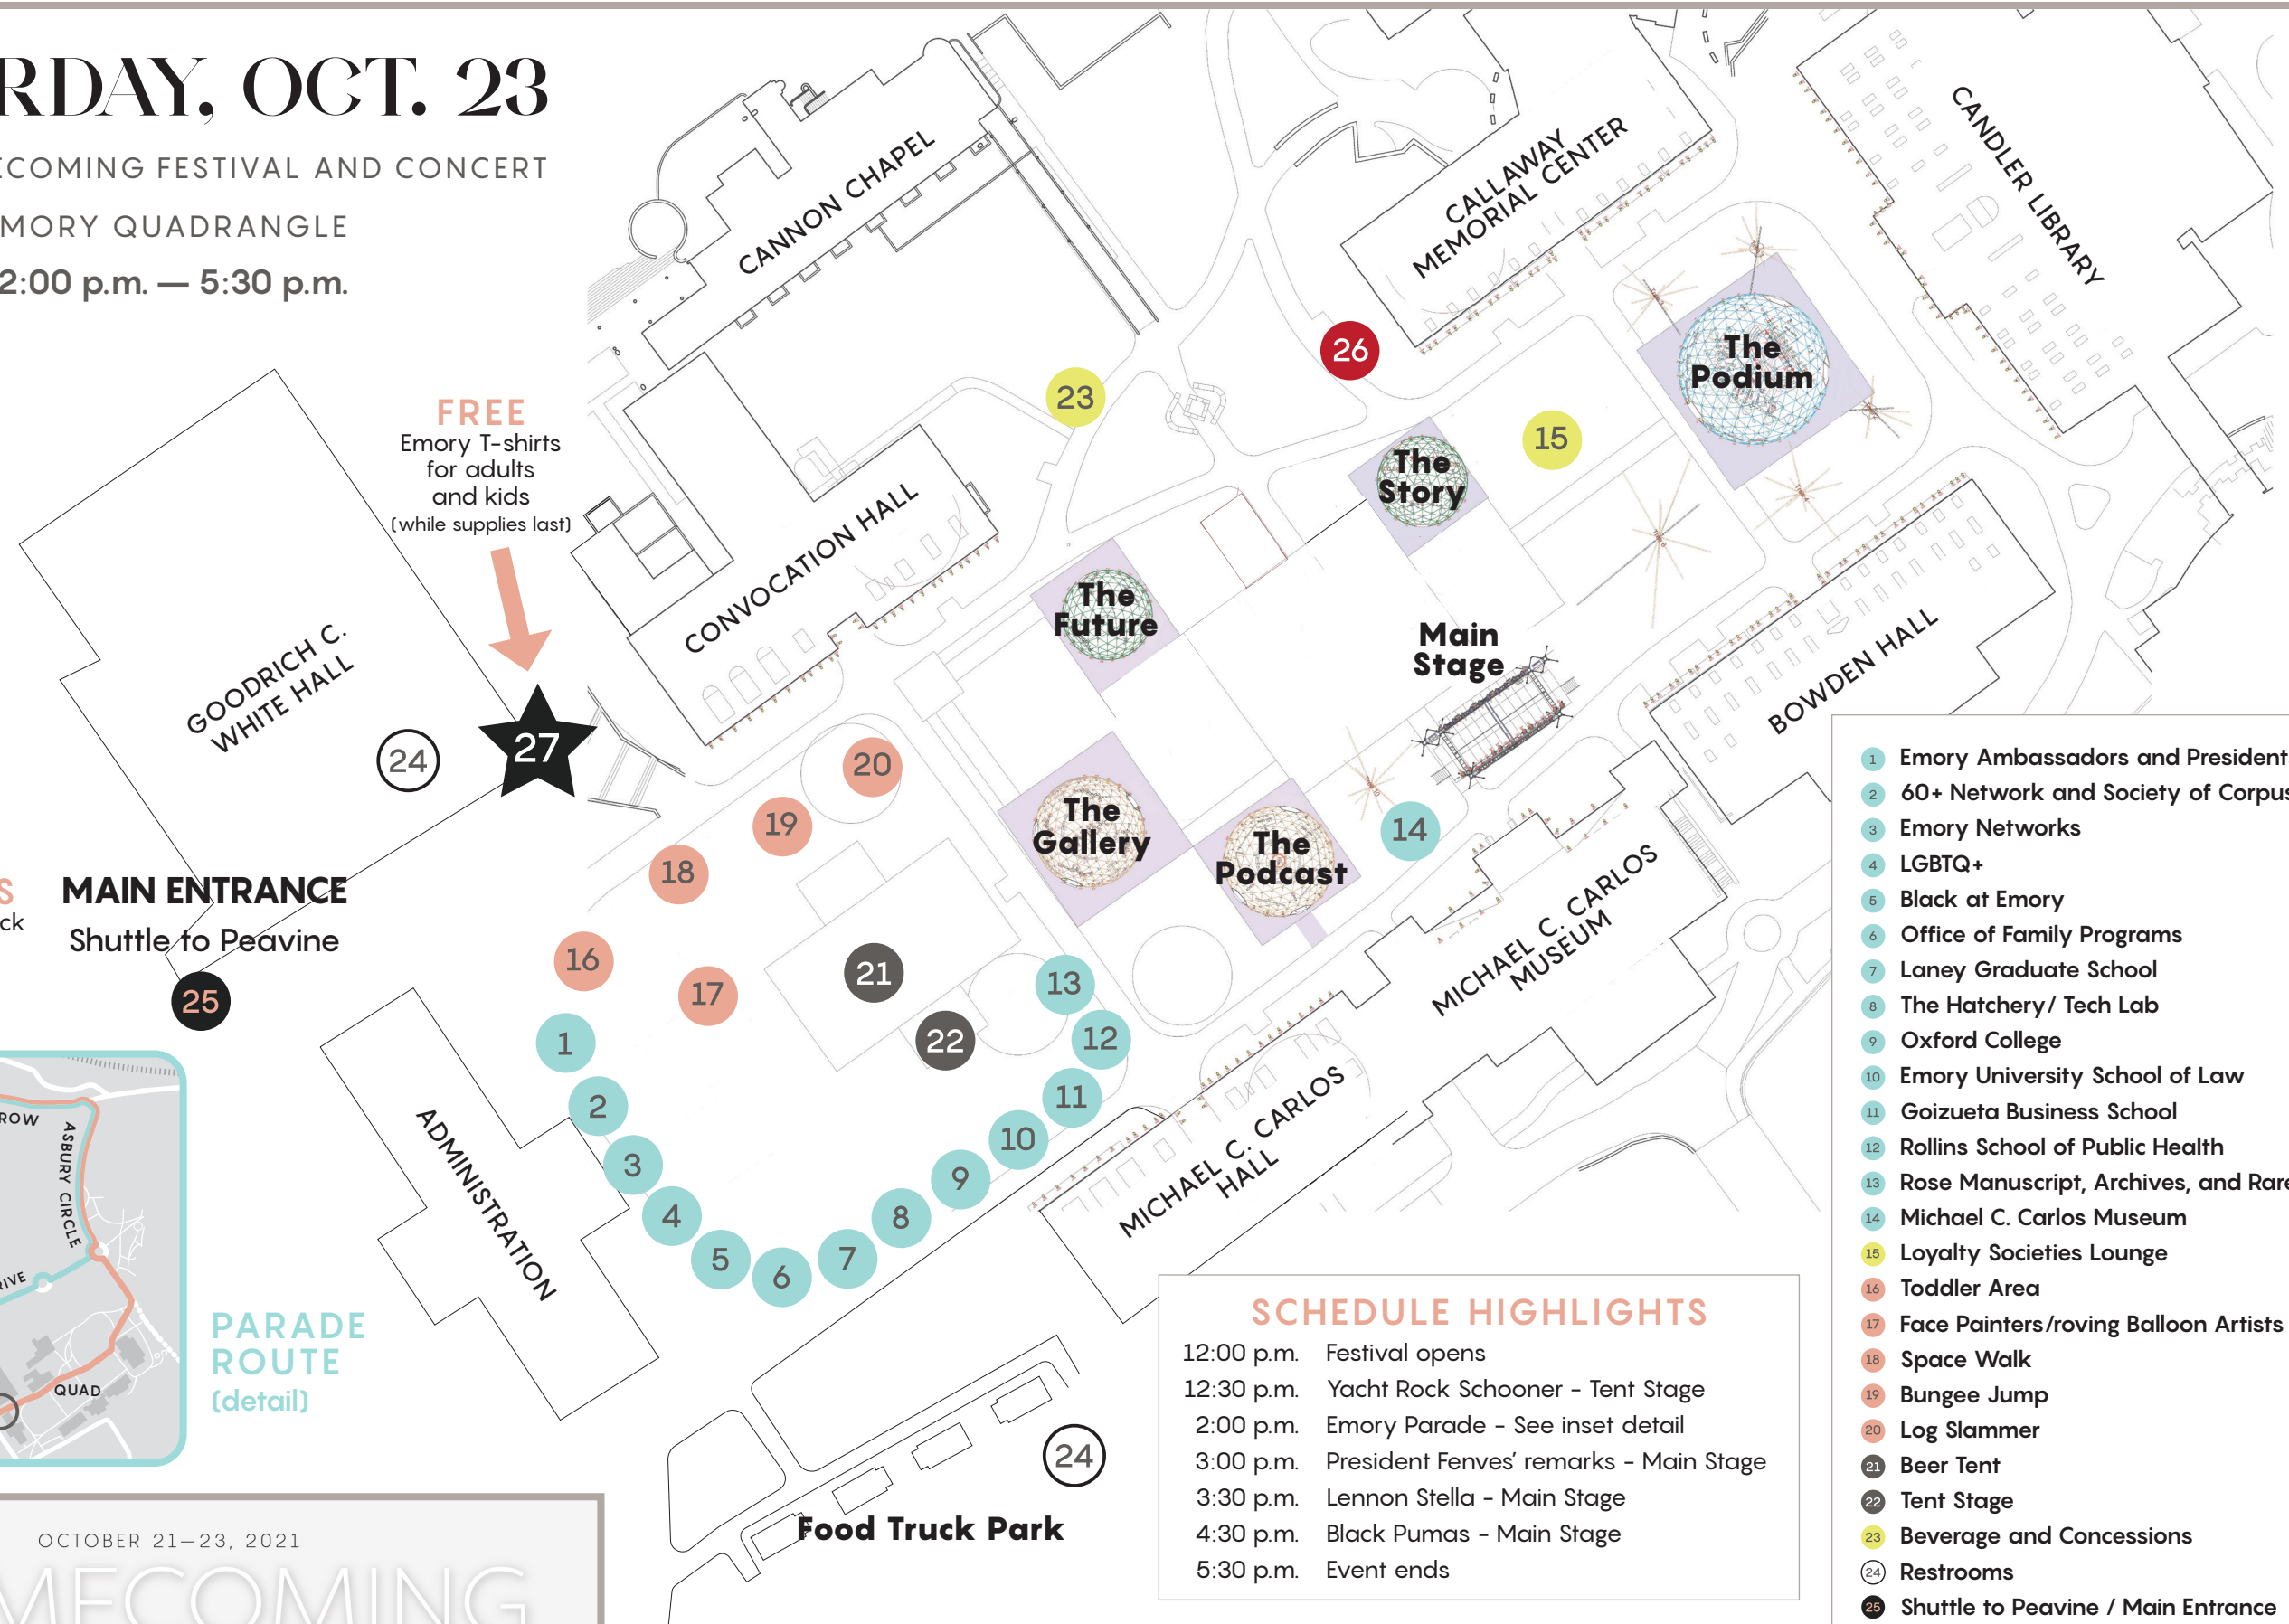 RDAY, OCT. 23
ECOMING FESTIVAL AND CONCERT
MORY QUADRANGLE
2:00 p.m. — 5:30 p.m.
FREE
Emory T-shirts
for adults
and kids
(while supplies last)
CANNON CHAPEL
CALLAWAY
MEMORIAL CENTER
CANDLER LIBRARY
CONVOCATION HALL
GOODRICH C.
WHITE HALL
BOWDEN HALL
MICHAEL C. CARLOS
MUSEUM
MICHAEL C. CARLOS
HALL
ADMINISTRATION
The
Podium
The
Story
The
Future
Main
Stage
The
Gallery
The
Podcast
26
23
15
27
24
20
19
18
14
16
17
21
22
13
12
11
10
9
8
7
6
5
4
3
2
1
S
ck
MAIN ENTRANCE
Shuttle to Peavine
25
ROW
ASBURY CIRCLE
RIVE
QUAD
PARADE
ROUTE
(detail)
24
Food Truck Park
OCTOBER 21—23, 2021
MECOMING
SCHEDULE HIGHLIGHTS
12:00 p.m. Festival opens
12:30 p.m. Yacht Rock Schooner - Tent Stage
2:00 p.m. Emory Parade - See inset detail
3:00 p.m. President Fenves’ remarks - Main Stage
3:30 p.m. Lennon Stella - Main Stage
4:30 p.m. Black Pumas - Main Stage
5:30 p.m. Event ends
1 Emory Ambassadors and President
2 60+ Network and Society of Corpus
3 Emory Networks
4 LGBTQ+
5 Black at Emory
6 Office of Family Programs
7 Laney Graduate School
8 The Hatchery/ Tech Lab
9 Oxford College
10 Emory University School of Law
11 Goizueta Business School
12 Rollins School of Public Health
13 Rose Manuscript, Archives, and Rare
14 Michael C. Carlos Museum
15 Loyalty Societies Lounge
16 Toddler Area
17 Face Painters/roving Balloon Artists
18 Space Walk
19 Bungee Jump
20 Log Slammer
21 Beer Tent
22 Tent Stage
23 Beverage and Concessions
24 Restrooms
25 Shuttle to Peavine / Main Entrance